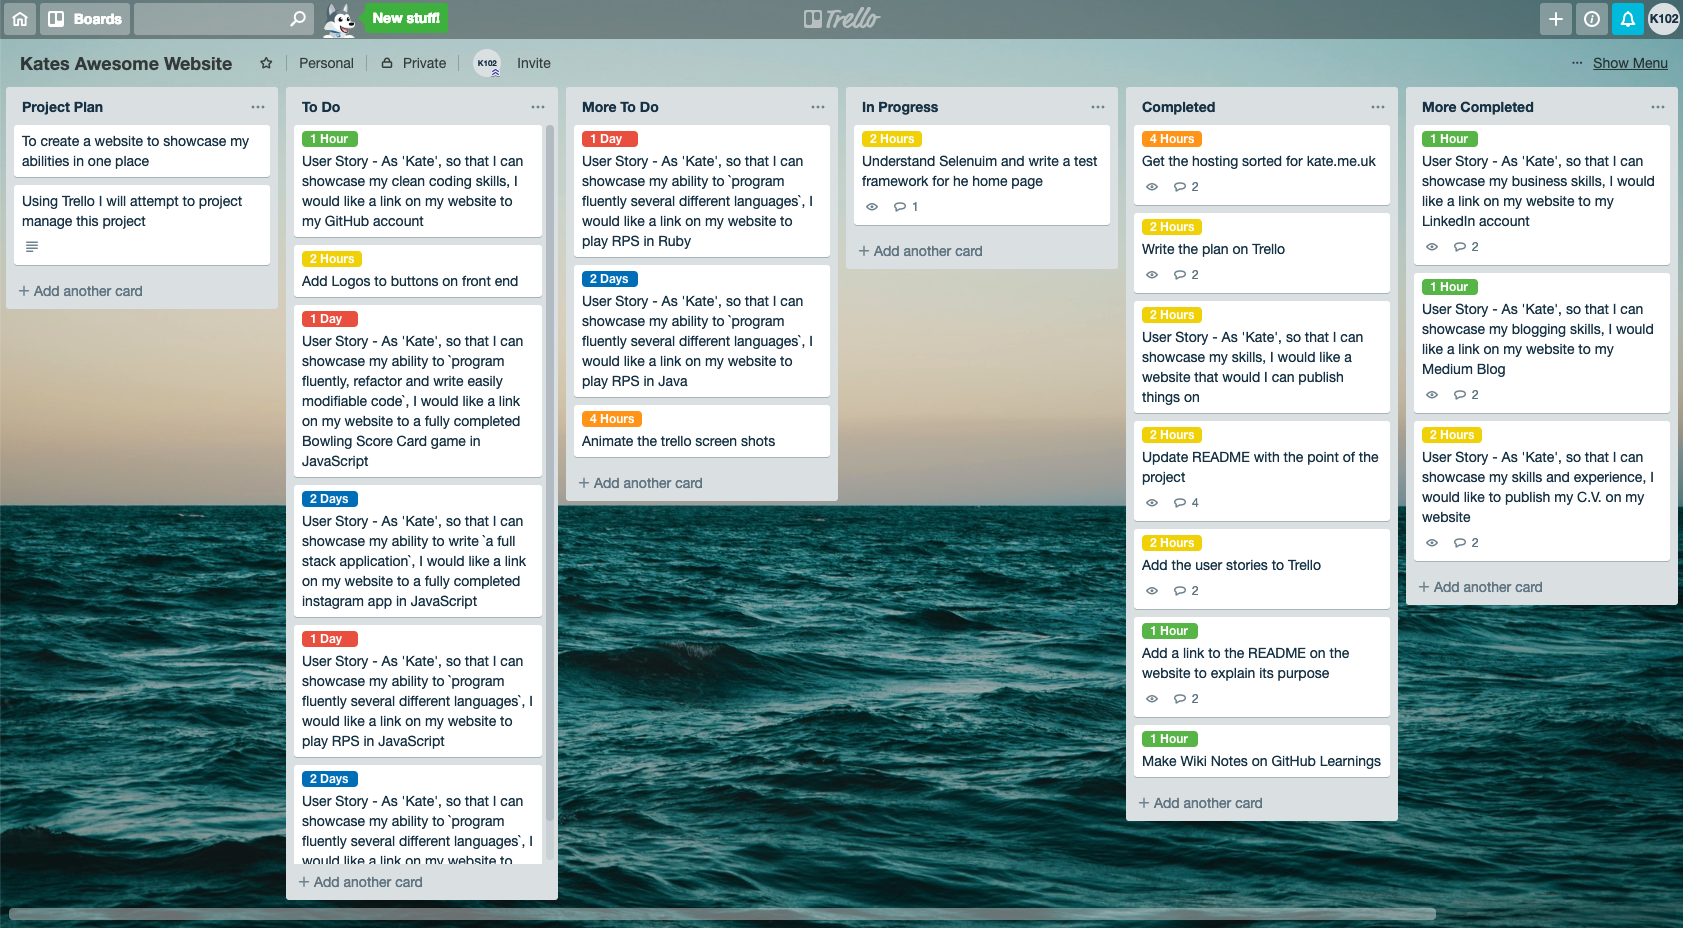 Boards
New stuff!
Trello
K102
Kates Awesome Website
Personal
Private
K102
Invite
... Show Menu
Project Plan
To create a website to showcase my
abilities in one place
Using Trello I will attempt to project
manage this project
+ Add another card
To Do
1 Hour
User Story - As 'Kate', so that I can
showcase my clean coding skills, I
would like a link on my website to
my GitHub account
2 Hours
Add Logos to buttons on front end
1 Day
User Story - As 'Kate', so that I can
showcase my ability to `program
fluently, refactor and write easily
modifiable code`, I would like a link
on my website to a fully completed
Bowling Score Card game in
JavaScript
2 Days
User Story - As 'Kate', so that I can
showcase my ability to write `a full
stack application`, I would like a link
on my website to a fully completed
instagram app in JavaScript
1 Day
User Story - As 'Kate', so that I can
showcase my ability to `program
fluently several different languages`, I
would like a link on my website to
play RPS in JavaScript
2 Days
User Story - As 'Kate', so that I can
showcase my ability to `program
fluently several different languages`, I
would like a link on my website to
+ Add another card
More To Do
1 Day
User Story - As 'Kate', so that I can
showcase my ability to `program
fluently several different languages`, I
would like a link on my website to
play RPS in Ruby
2 Days
User Story - As 'Kate', so that I can
showcase my ability to `program
fluently several different languages`, I
would like a link on my website to
play RPS in Java
4 Hours
Animate the trello screen shots
+ Add another card
In Progress
2 Hours
Understand Selenuim and write a test
framework for he home page
1
+ Add another card
Completed
4 Hours
Get the hosting sorted for kate.me.uk
2
2 Hours
Write the plan on Trello
2
2 Hours
User Story - As 'Kate', so that I can
showcase my skills, I would like a
website that would I can publish
things on
2 Hours
Update README with the point of the
project
4
2 Hours
Add the user stories to Trello
2
1 Hour
Add a link to the README on the
website to explain its purpose
2
1 Hour
Make Wiki Notes on GitHub Learnings
+ Add another card
More Completed
1 Hour
User Story - As 'Kate', so that I can
showcase my business skills, I would
like a link on my website to my
LinkedIn account
2
1 Hour
User Story - As 'Kate', so that I can
showcase my blogging skills, I would
like a link on my website to my
Medium Blog
2
2 Hours
User Story - As 'Kate', so that I can
showcase my skills and experience, I
would like to publish my C.V. on my
website
2
+ Add another card